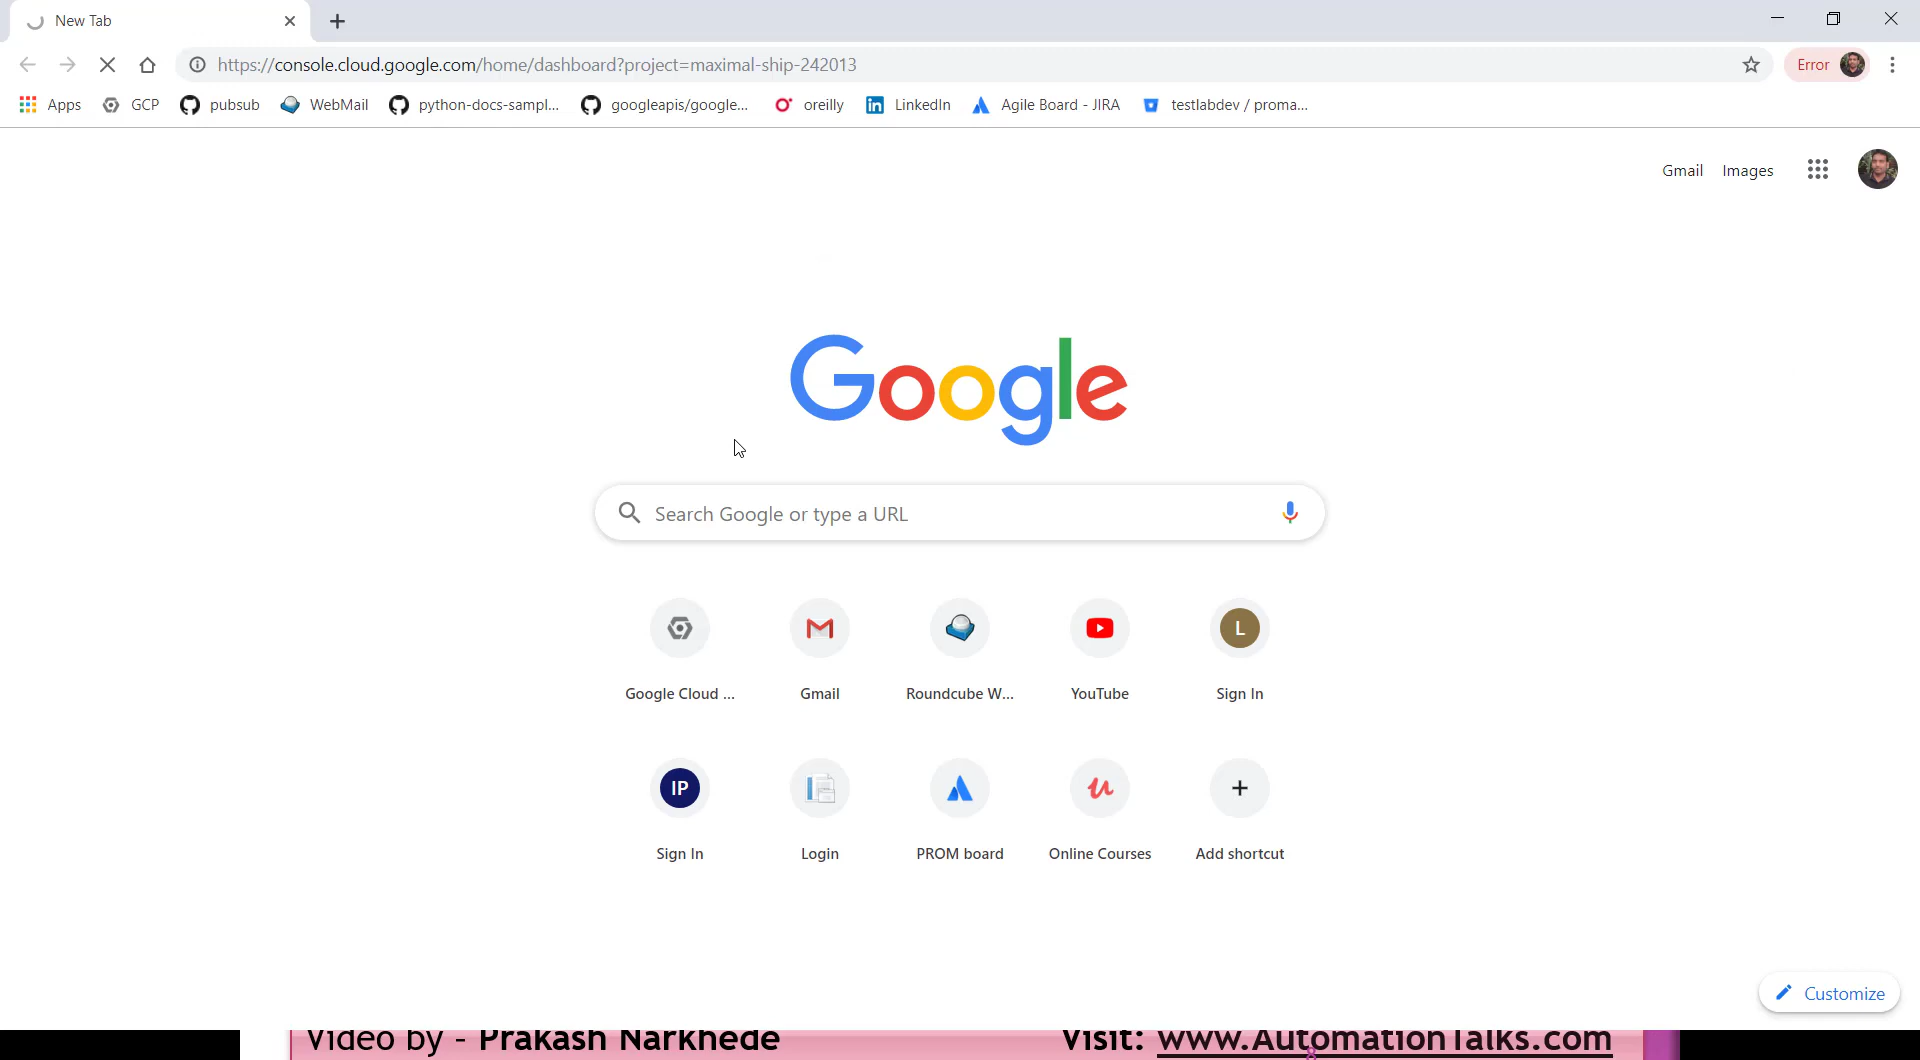 New Tab
https://console.cloud.google.com/home/dashboard?project=maximal-ship-242013
Error
Apps GCP pubsub WebMail python-docs-sampl... googleapis/google... oreilly LinkedIn Agile Board - JIRA testlabdev / proma...
Gmail Images
Google
Search Google or type a URL
L
Google Cloud ... Gmail Roundcube W... YouTube Sign In
IP
Sign In Login PROM board Online Courses Add shortcut
Customize
Video by - Prakash Narkhede Visit: www.AutomationTalks.com
8